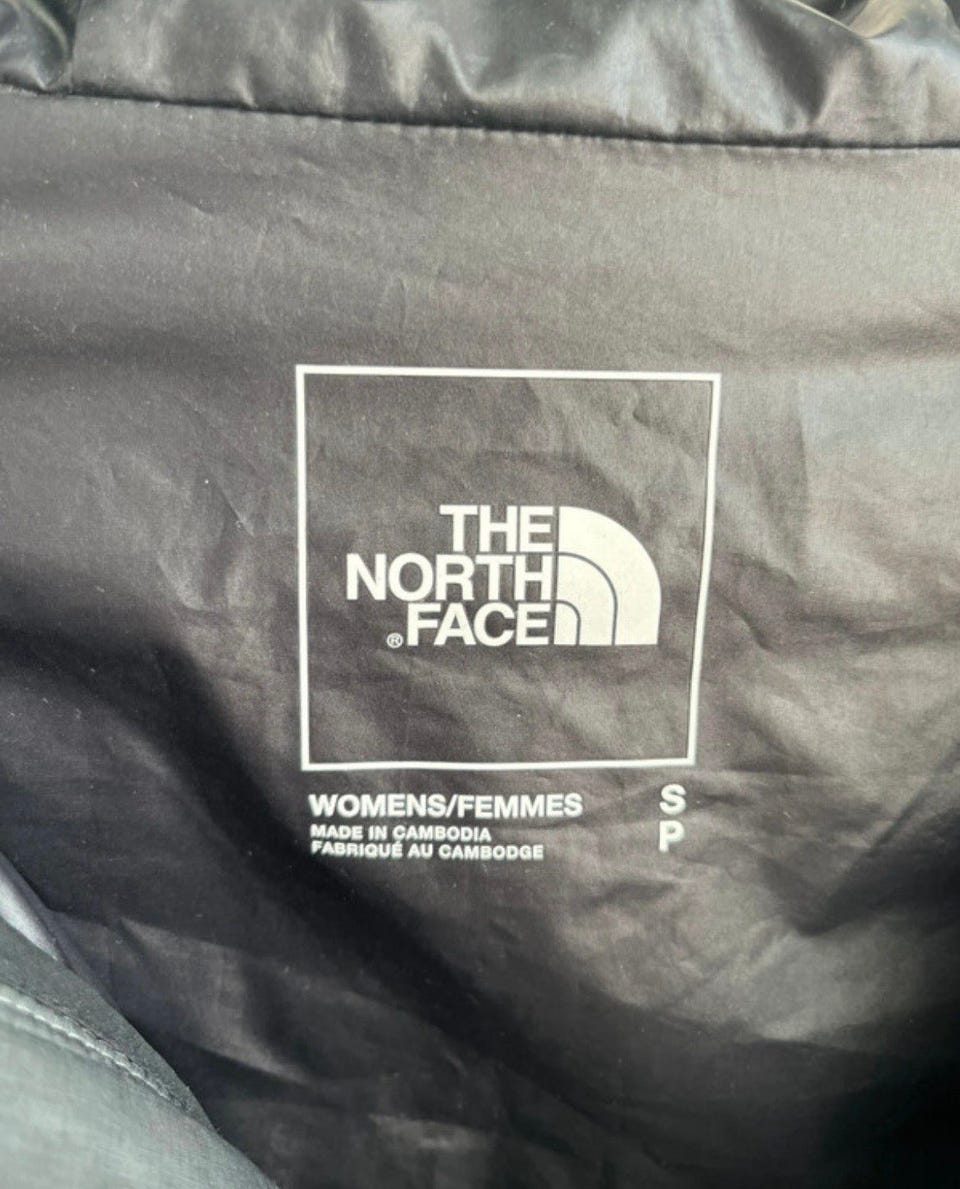 THE
NORTH
®FACE
WOMENS/FEMMES S
MADE IN CAMBODIA P
FABRIQUÉ AU CAMBODGE